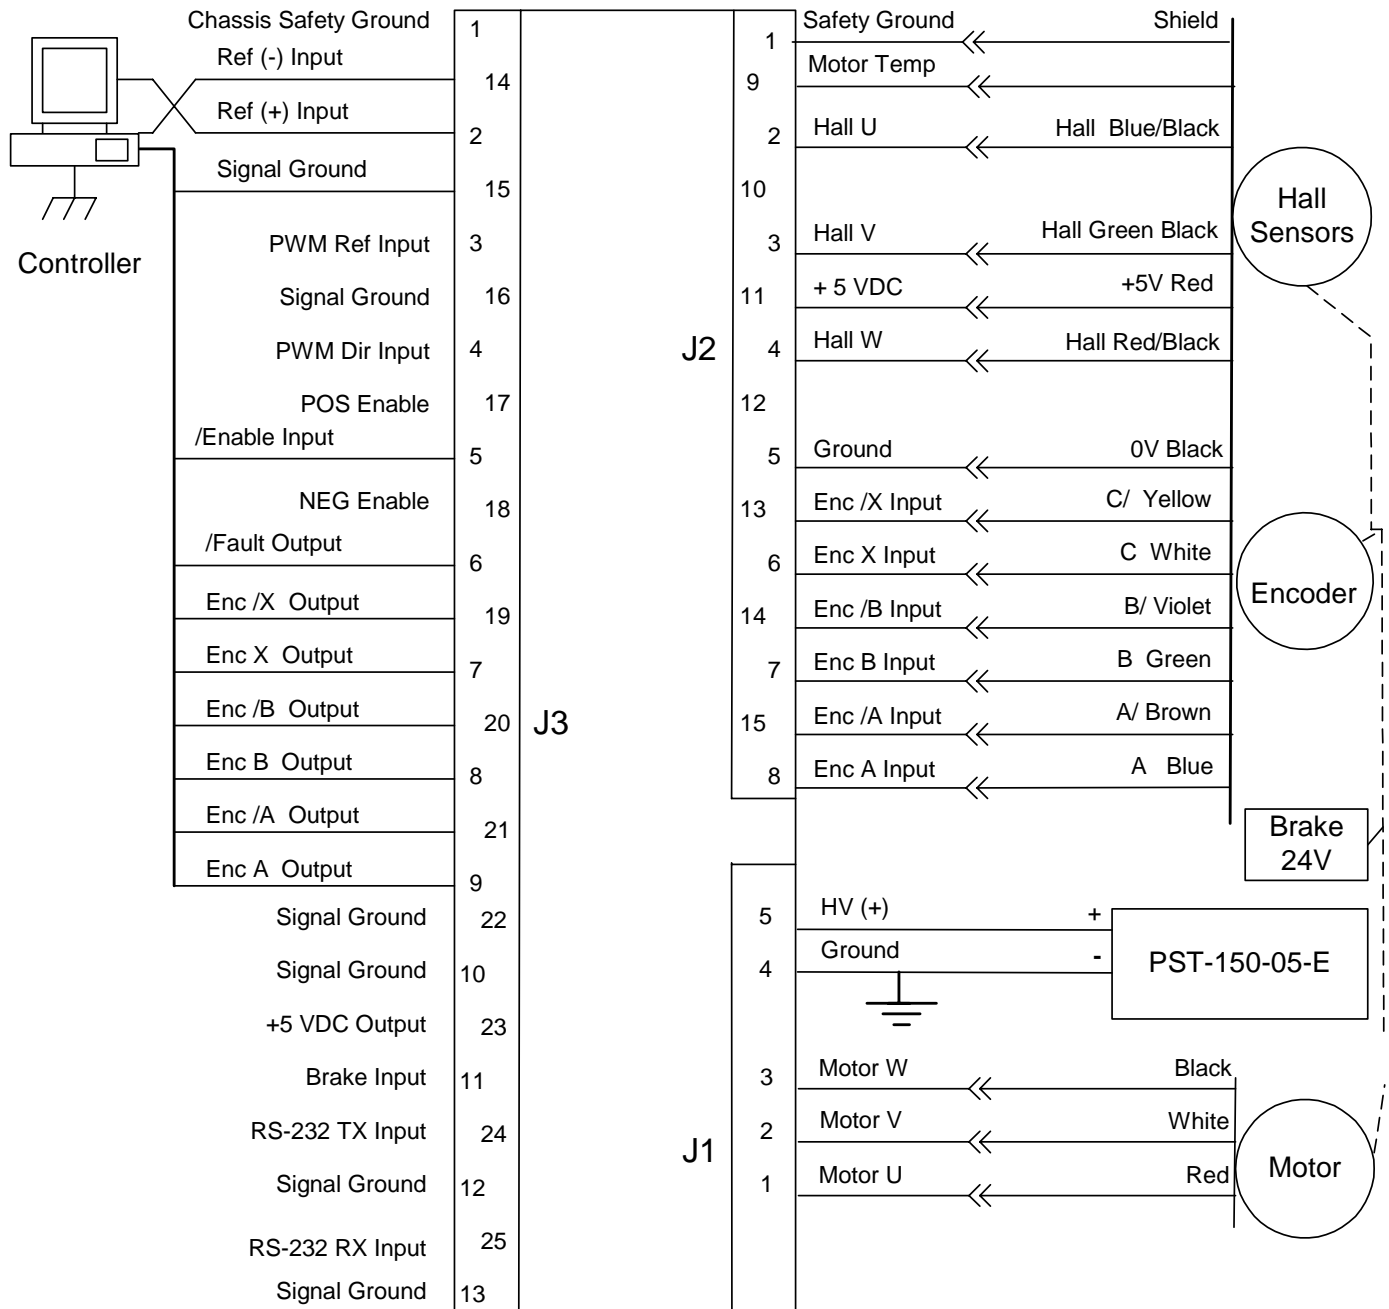 Chassis Safety Ground 1
Ref (-) Input 14
Ref (+) Input 2
Signal Ground 15
Controller
PWM Ref Input 3
Signal Ground 16
PWM Dir Input 4
POS Enable 17
/Enable Input 5
NEG Enable 18
/Fault Output 6
Enc /X Output 19
Enc X Output 7
Enc /B Output 20
Enc B Output 8
Enc /A Output 21
Enc A Output 9
Signal Ground 22
Signal Ground 10
+5 VDC Output 23
Brake Input 11
RS-232 TX Input 24
Signal Ground 12
RS-232 RX Input 25
Signal Ground 13
J3
J2
1 Safety Ground Shield
9 Motor Temp
2 Hall U Hall Blue/Black
10
3 Hall V Hall Green Black
11 + 5 VDC +5V Red
4 Hall W Hall Red/Black
12
5 Ground 0V Black
13 Enc /X Input C/ Yellow
6 Enc X Input C White
14 Enc /B Input B/ Violet
7 Enc B Input B Green
15 Enc /A Input A/ Brown
8 Enc A Input A Blue
Hall
Sensors
Encoder
Brake
24V
J1
5 HV (+) +
4 Ground -
PST-150-05-E
3 Motor W Black
2 Motor V White
1 Motor U Red
Motor